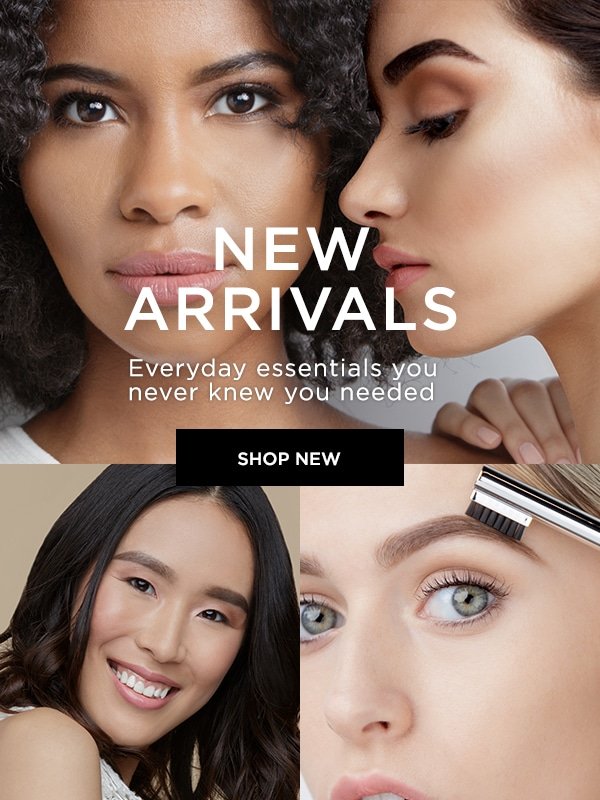 NEW
ARRIVALS
Everyday essentials you
never knew you needed
SHOP NEW